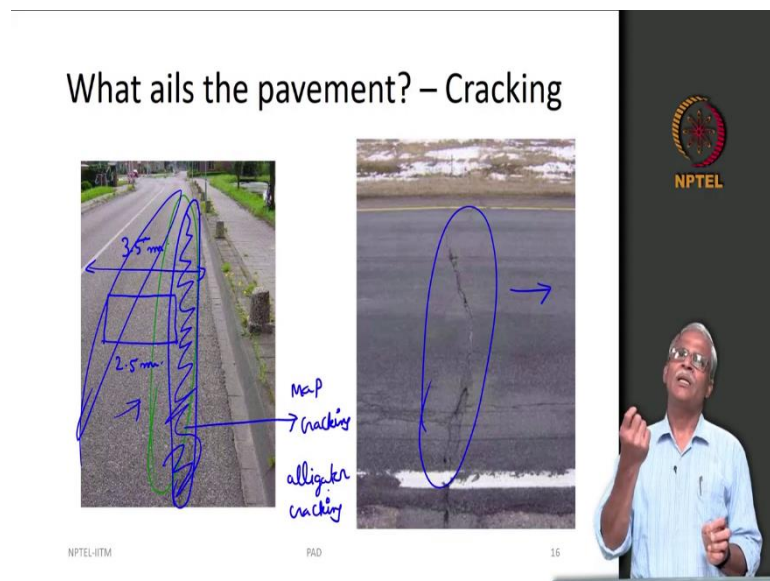 What ails the pavement? – Cracking
NPTEL
3.5 m
2.5 m.
Map
cracking
alligator
cracking
NPTEL-IITM
PAD
16